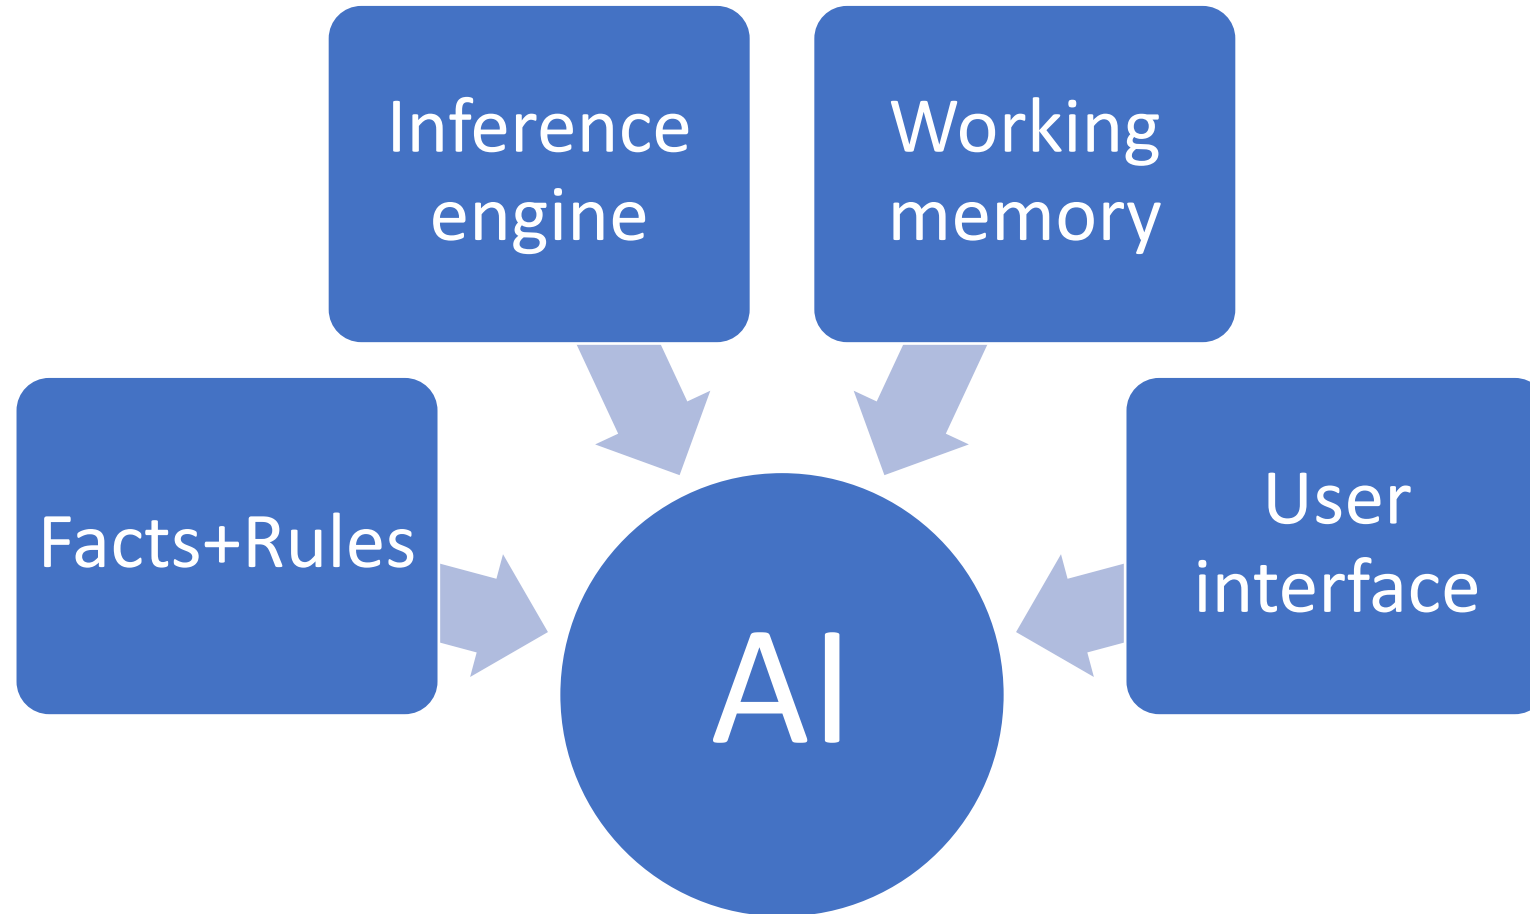 Inference
engine
Working
memory
Facts+Rules
User
interface
AI